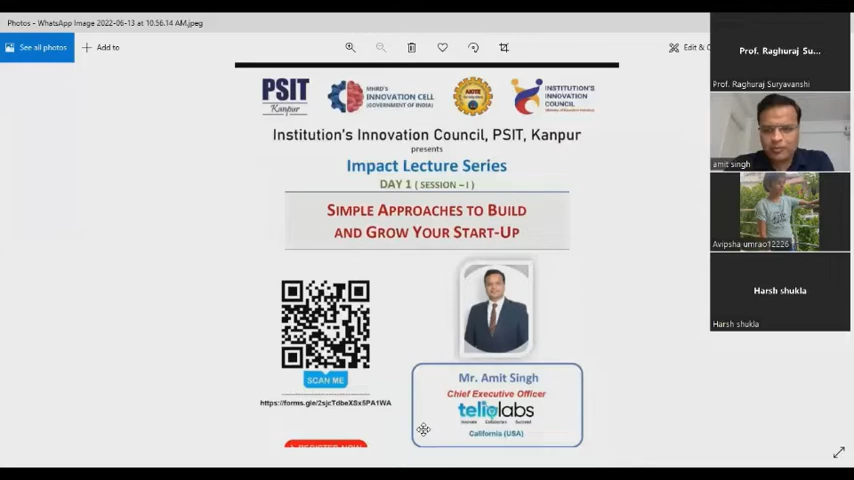 Photos - WhatsApp Image 2022-06-13 at 10.56.14 AM.jpeg
See all photos
Add to
Edit & C
PSIT
Kanpur
MHRD'S
INNOVATION CELL
(GOVERNMENT OF INDIA)
AKTU
INSTITUTION'S
INNOVATION
COUNCIL
Institution's Innovation Council, PSIT, Kanpur
presents
Impact Lecture Series
DAY 1 ( SESSION – I )
SIMPLE APPROACHES TO BUILD
AND GROW YOUR START-UP
SCAN ME
https://forms.gle/2sjcTdbeXSx5PA1WA
REGISTER NOW
Mr. Amit Singh
Chief Executive Officer
teliolabs
California (USA)
Prof. Raghuraj Su...
Prof. Raghuraj Suryavanshi
amit singh
Avipsha umrao12226
Harsh shukla
Harsh shukla